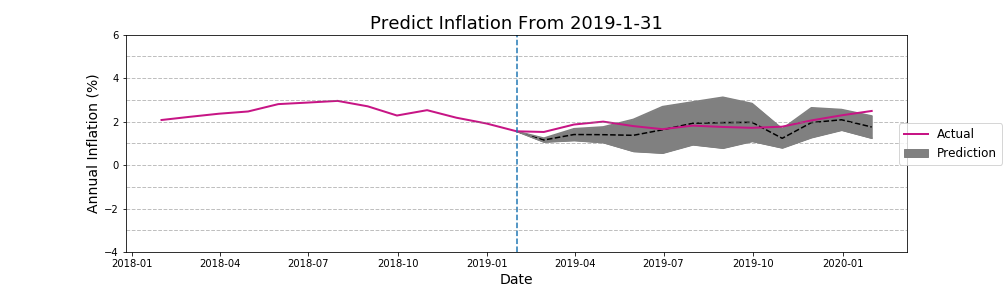 Predict Inflation From 2019-1-31
Annual Inflation (%)
6
4
2
0
−2
−4
2018-01 2018-04 2018-07 2018-10 2019-01 2019-04 2019-07 2019-10 2020-01
Date
Actual
Prediction